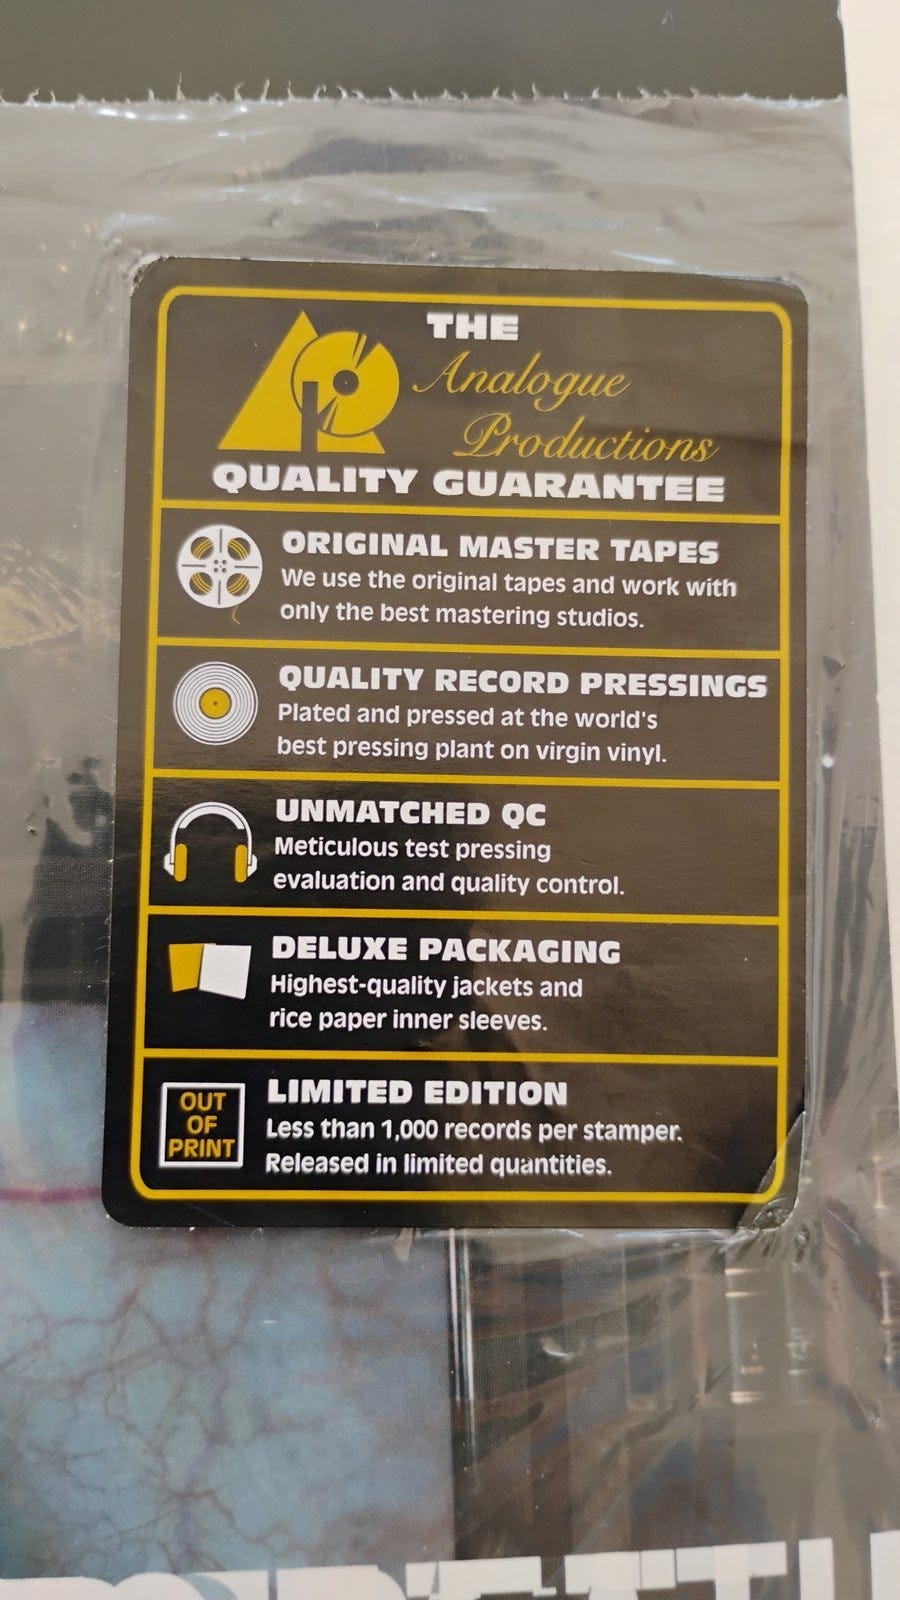 THE
Analogue
Productions
QUALITY GUARANTEE
ORIGINAL MASTER TAPES
We use the original tapes and work with
only the best mastering studios.
QUALITY RECORD PRESSINGS
Plated and pressed at the world's
best pressing plant on virgin vinyl.
UNMATCHED QC
Meticulous test pressing
evaluation and quality control.
DELUXE PACKAGING
Highest-quality jackets and
rice paper inner sleeves.
OUT
OF
PRINT
LIMITED EDITION
Less than 1,000 records per stamper.
Released in limited quantities.